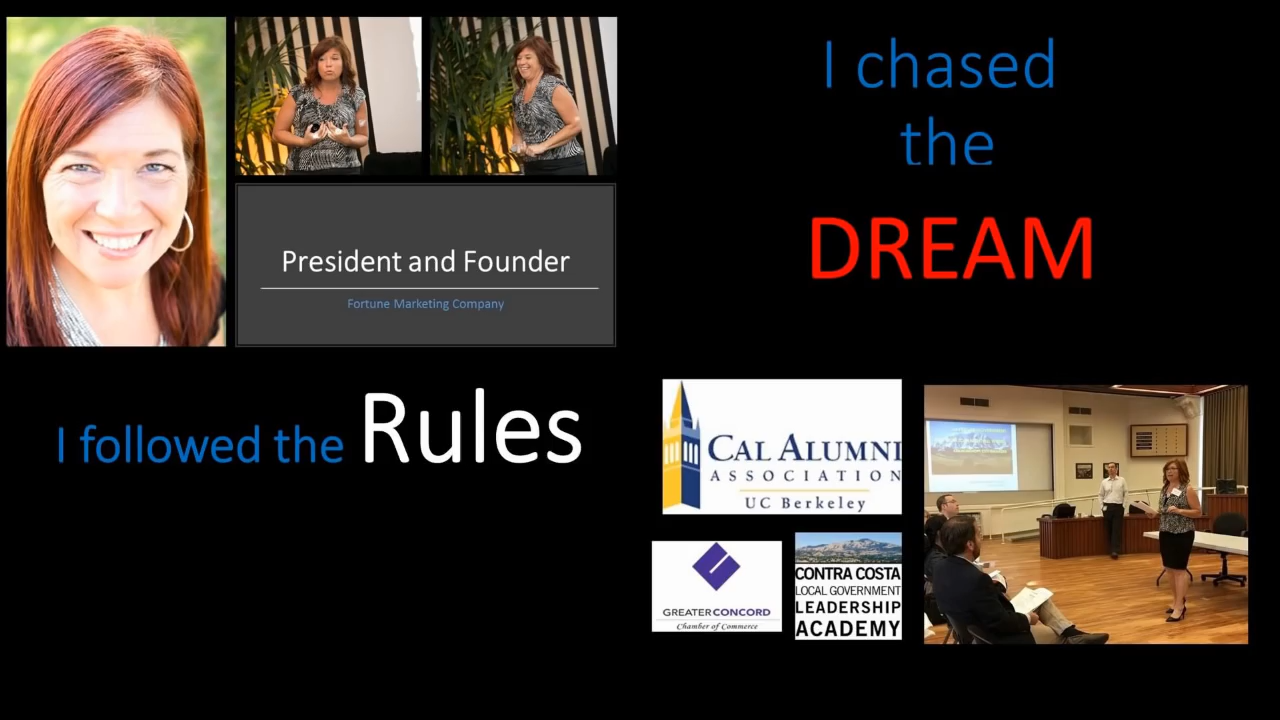 President and Founder
Fortune Marketing Company
I chased
the
DREAM
I followed the Rules
CAL ALUMNI
ASSOCIATION
UC Berkeley
GREATER CONCORD
Chamber of Commerce
CONTRA COSTA
LOCAL GOVERNMENT
LEADERSHIP
ACADEMY